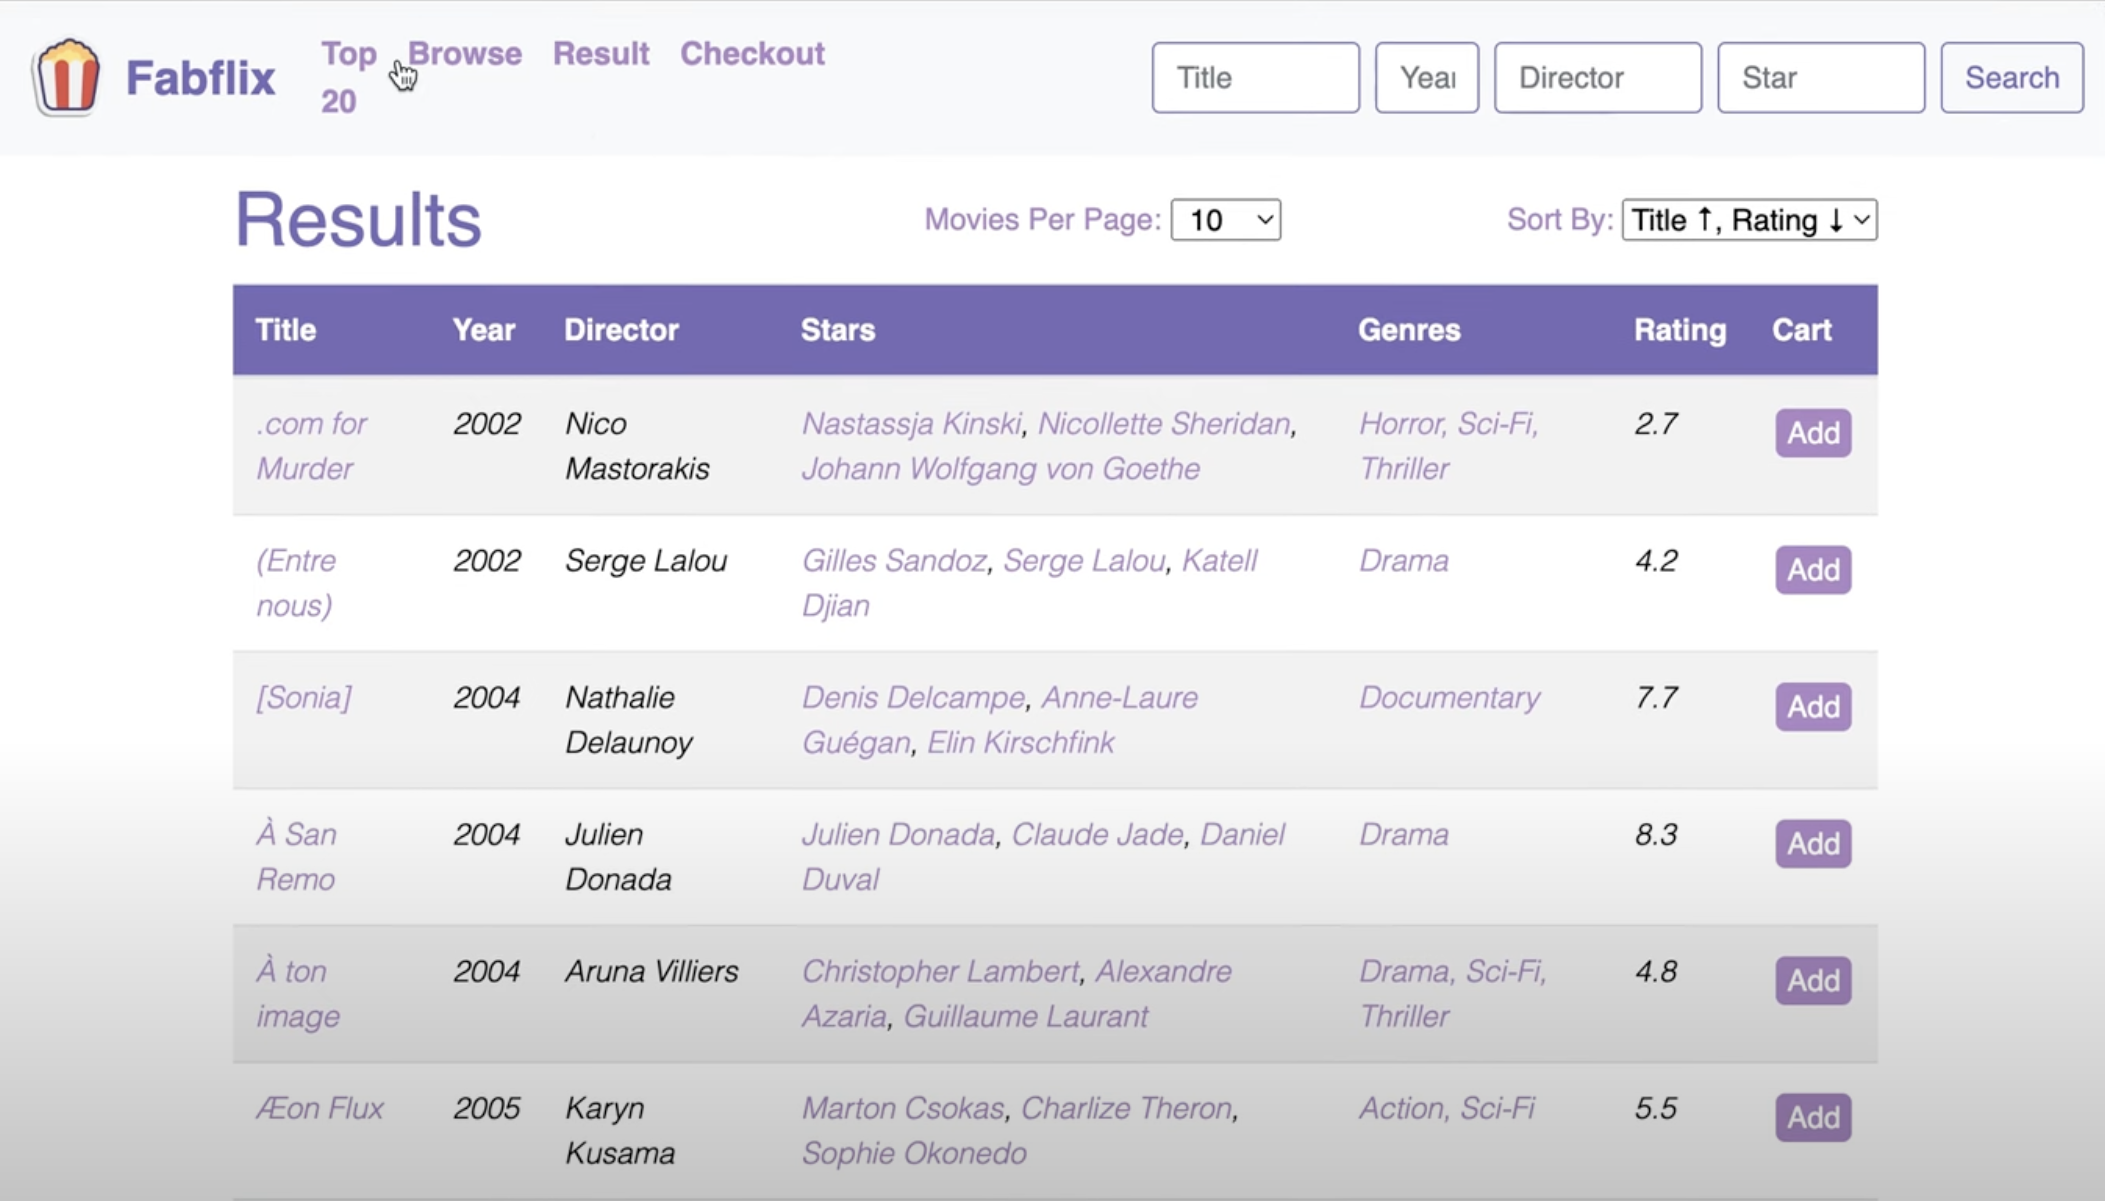 Fabflix
Top
20
Browse
Result
Checkout
Title
Year
Director
Star
Search
Results
Movies Per Page: 10
Sort By: Title ↑, Rating ↓
Title Year Director Stars Genres Rating Cart
.com for 2002 Nico Nastassja Kinski, Nicollette Sheridan, Horror, Sci-Fi, 2.7 Add
Murder Mastorakis Johann Wolfgang von Goethe Thriller
(Entre 2002 Serge Lalou Gilles Sandoz, Serge Lalou, Katell Drama 4.2 Add
nous) Djian
[Sonia] 2004 Nathalie Denis Delcampe, Anne-Laure Documentary 7.7 Add
Delaunoy Guégan, Elin Kirschfink
À San 2004 Julien Julien Donada, Claude Jade, Daniel Drama 8.3 Add
Remo Donada Duval
À ton 2004 Aruna Villiers Christopher Lambert, Alexandre Drama, Sci-Fi, 4.8 Add
image Azaria, Guillaume Laurant Thriller
Æon Flux 2005 Karyn Marton Csokas, Charlize Theron, Action, Sci-Fi 5.5 Add
Kusama Sophie Okonedo